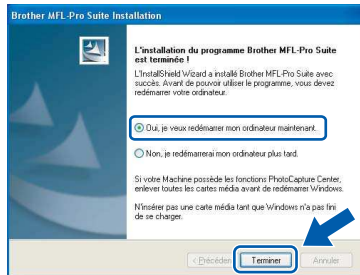 Brother MFL-Pro Suite Installation
L'installation du programme Brother MFL-Pro Suite
est terminée !
L'InstallShield Wizard a installé Brother MFL-Pro Suite avec
succès. Avant de pouvoir utiliser le programme, vous devez
redémarrer votre ordinateur.
Oui, je veux redémarrer mon ordinateur maintenant.
Non, je redémarrerai mon ordinateur plus tard.
Si votre Machine possède les fonctions PhotoCapture Center,
enlever toutes les cartes média avant de redémarrer Windows.
N'insérer pas une carte média tant que Windows n'a pas fini
de se charger.
< Précédent Terminer Annuler